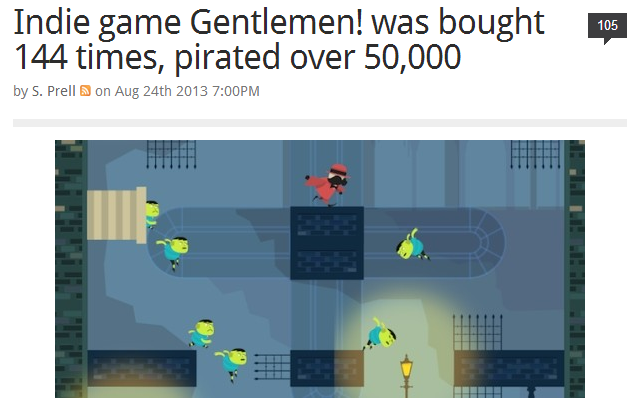 Indie game Gentlemen! was bought
144 times, pirated over 50,000
105
by S. Prell on Aug 24th 2013 7:00PM